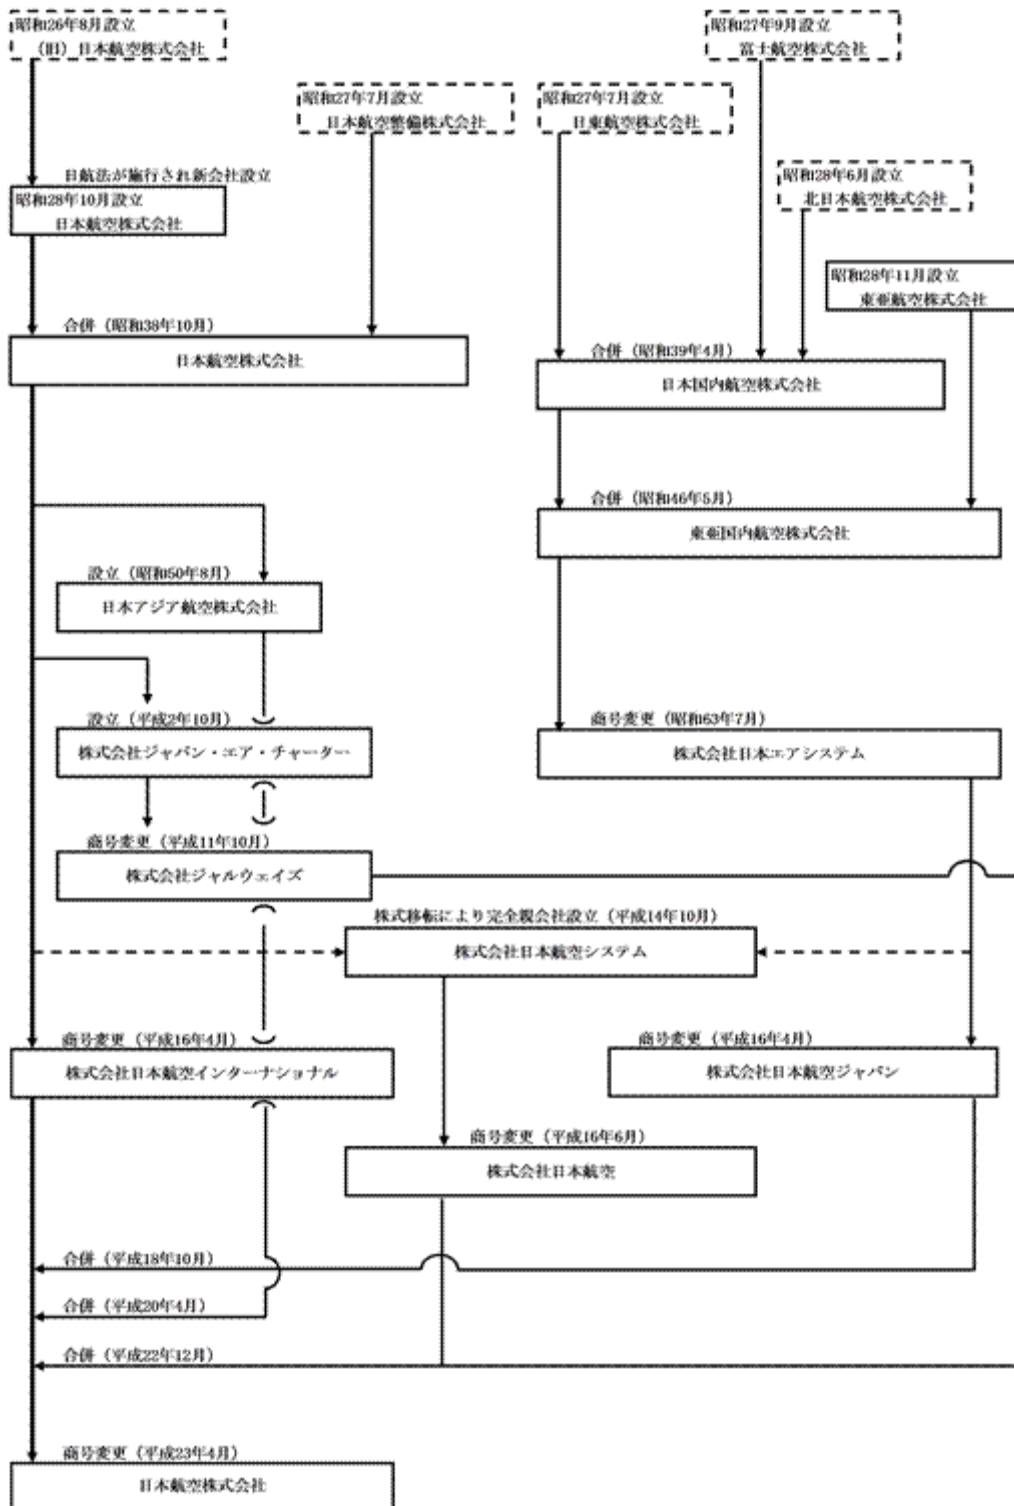 昭和26年8月設立
(旧)日本航空株式会社
昭和27年9月設立
富士航空株式会社
昭和27年7月設立
日本航空整備株式会社
昭和27年7月設立
日東航空株式会社
日航法が施行され新会社設立
昭和28年10月設立
日本航空株式会社
昭和28年6月設立
北日本航空株式会社
昭和28年11月設立
東亜航空株式会社
合併(昭和38年10月)
日本航空株式会社
合併(昭和39年4月)
日本国内航空株式会社
合併(昭和46年5月)
東亜国内航空株式会社
設立(昭和50年8月)
日本アジア航空株式会社
設立(平成2年10月)
株式会社ジャパン・エア・チャーター
商号変更(昭和63年7月)
株式会社日本エアシステム
商号変更(平成11年10月)
株式会社ジャルウェイズ
株式移転により完全親会社設立(平成14年10月)
株式会社日本航空システム
商号変更(平成16年4月)
株式会社日本航空インターナショナル
商号変更(平成16年4月)
株式会社日本航空ジャパン
商号変更(平成16年6月)
株式会社日本航空
合併(平成18年10月)
合併(平成20年4月)
合併(平成22年12月)
商号変更(平成23年4月)
日本航空株式会社